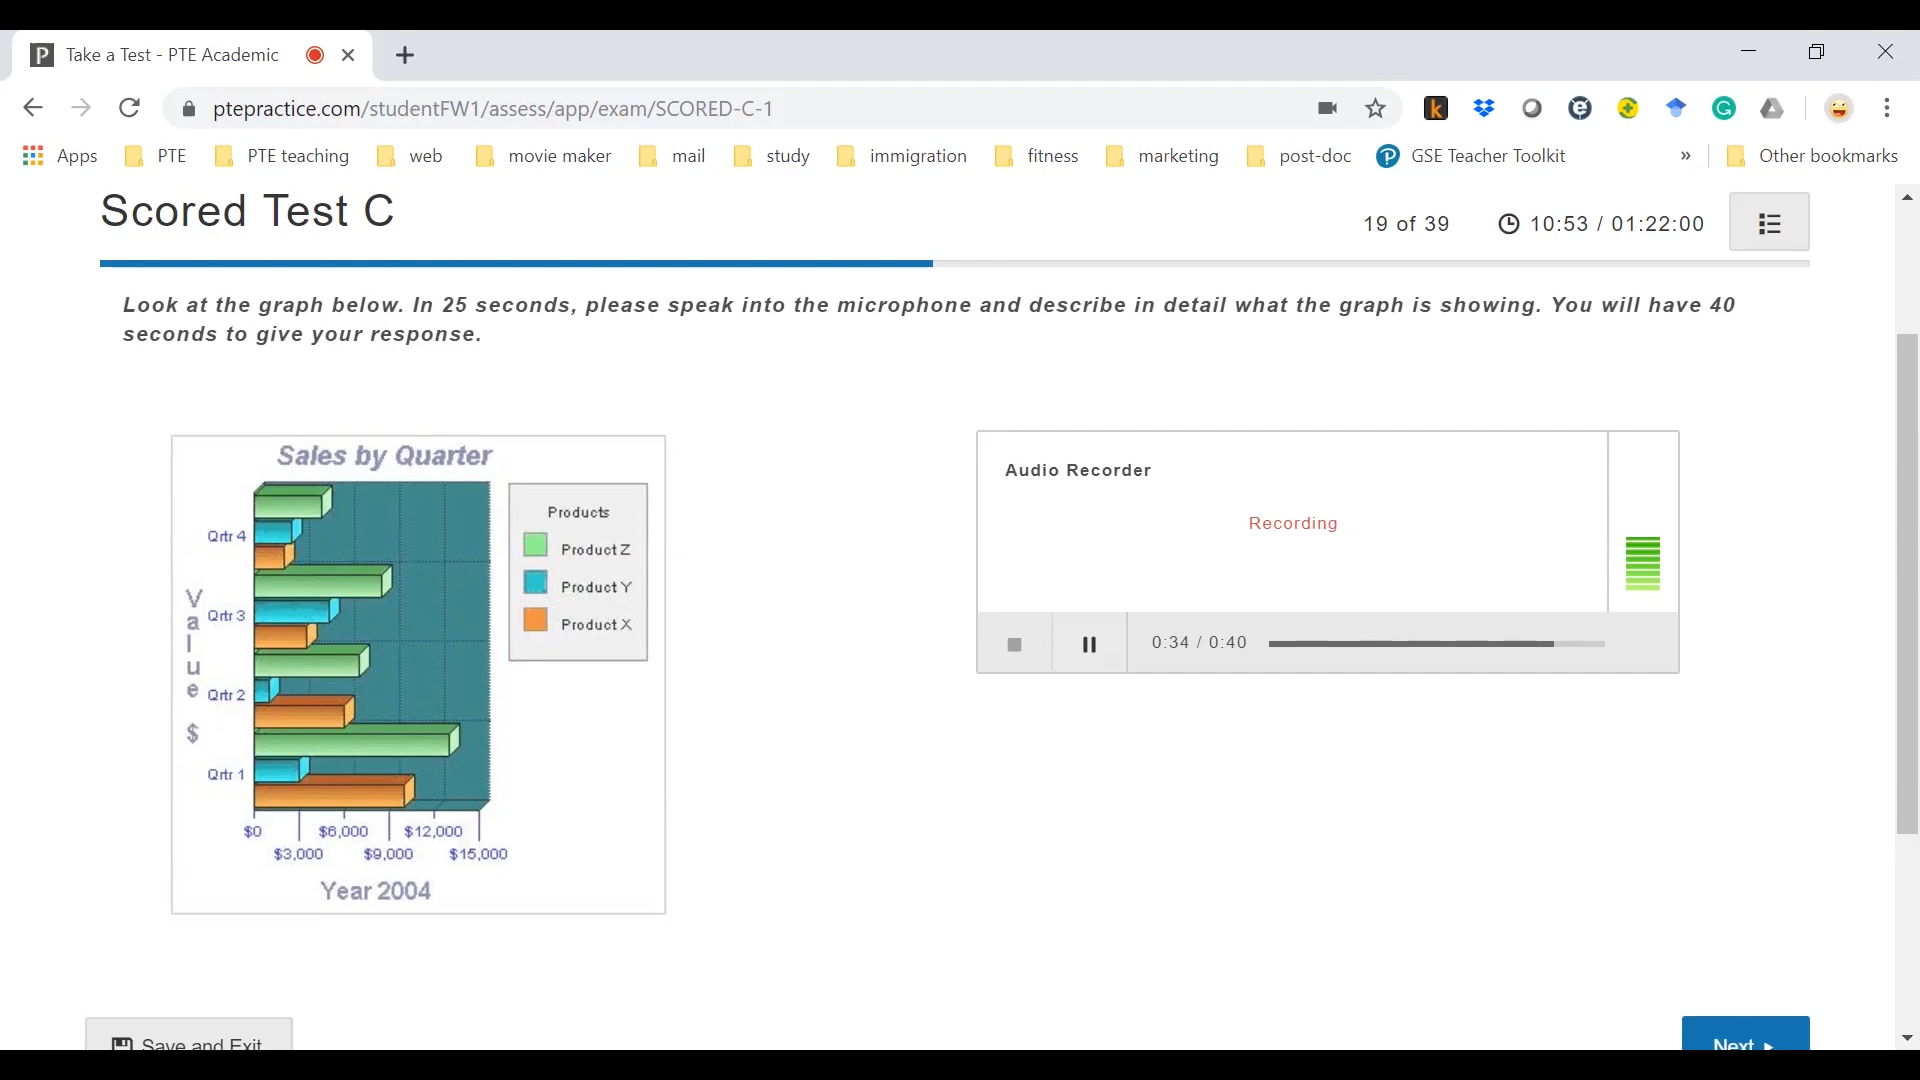 Take a Test - PTE Academic
ptepractice.com/studentFW1/assess/app/exam/SCORED-C-1
Apps PTE PTE teaching web movie maker mail study immigration fitness marketing post-doc GSE Teacher Toolkit » Other bookmarks
Scored Test C
19 of 39 10:53 / 01:22:00
Look at the graph below. In 25 seconds, please speak into the microphone and describe in detail what the graph is showing. You will have 40
seconds to give your response.
Sales by Quarter
Value $
Qrtr 4
Qrtr 3
Qrtr 2
Qrtr 1
$0 $6,000 $12,000
$3,000 $9,000 $15,000
Year 2004
Products
Product Z
Product Y
Product X
Audio Recorder
Recording
0:34 / 0:40
Save and Exit
Next